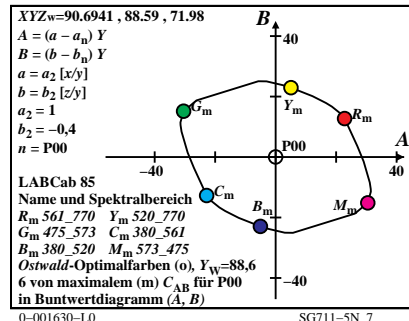 XYZw=90.6941 , 88.59 , 71.98
A = (a – an) Y
B = (b – bn) Y
a = a2 [x/y]
b = b2 [z/y]
a2 = 1
b2 = –0,4
n = P00
B
40
Gm
Ym
Rm
P00
A
–40
40
Cm
Bm
Mm
–40
LABCab 85
Name und Spektralbereich
Rm 561_770 Ym 520_770
Gm 475_573 Cm 380_561
Bm 380_520 Mm 573_475
Ostwald-Optimalfarben (o), YW=88,6
6 von maximalem (m) CAB für P00
in Buntwertdiagramm (A, B)
0-001630-L0
SG711-5N_7